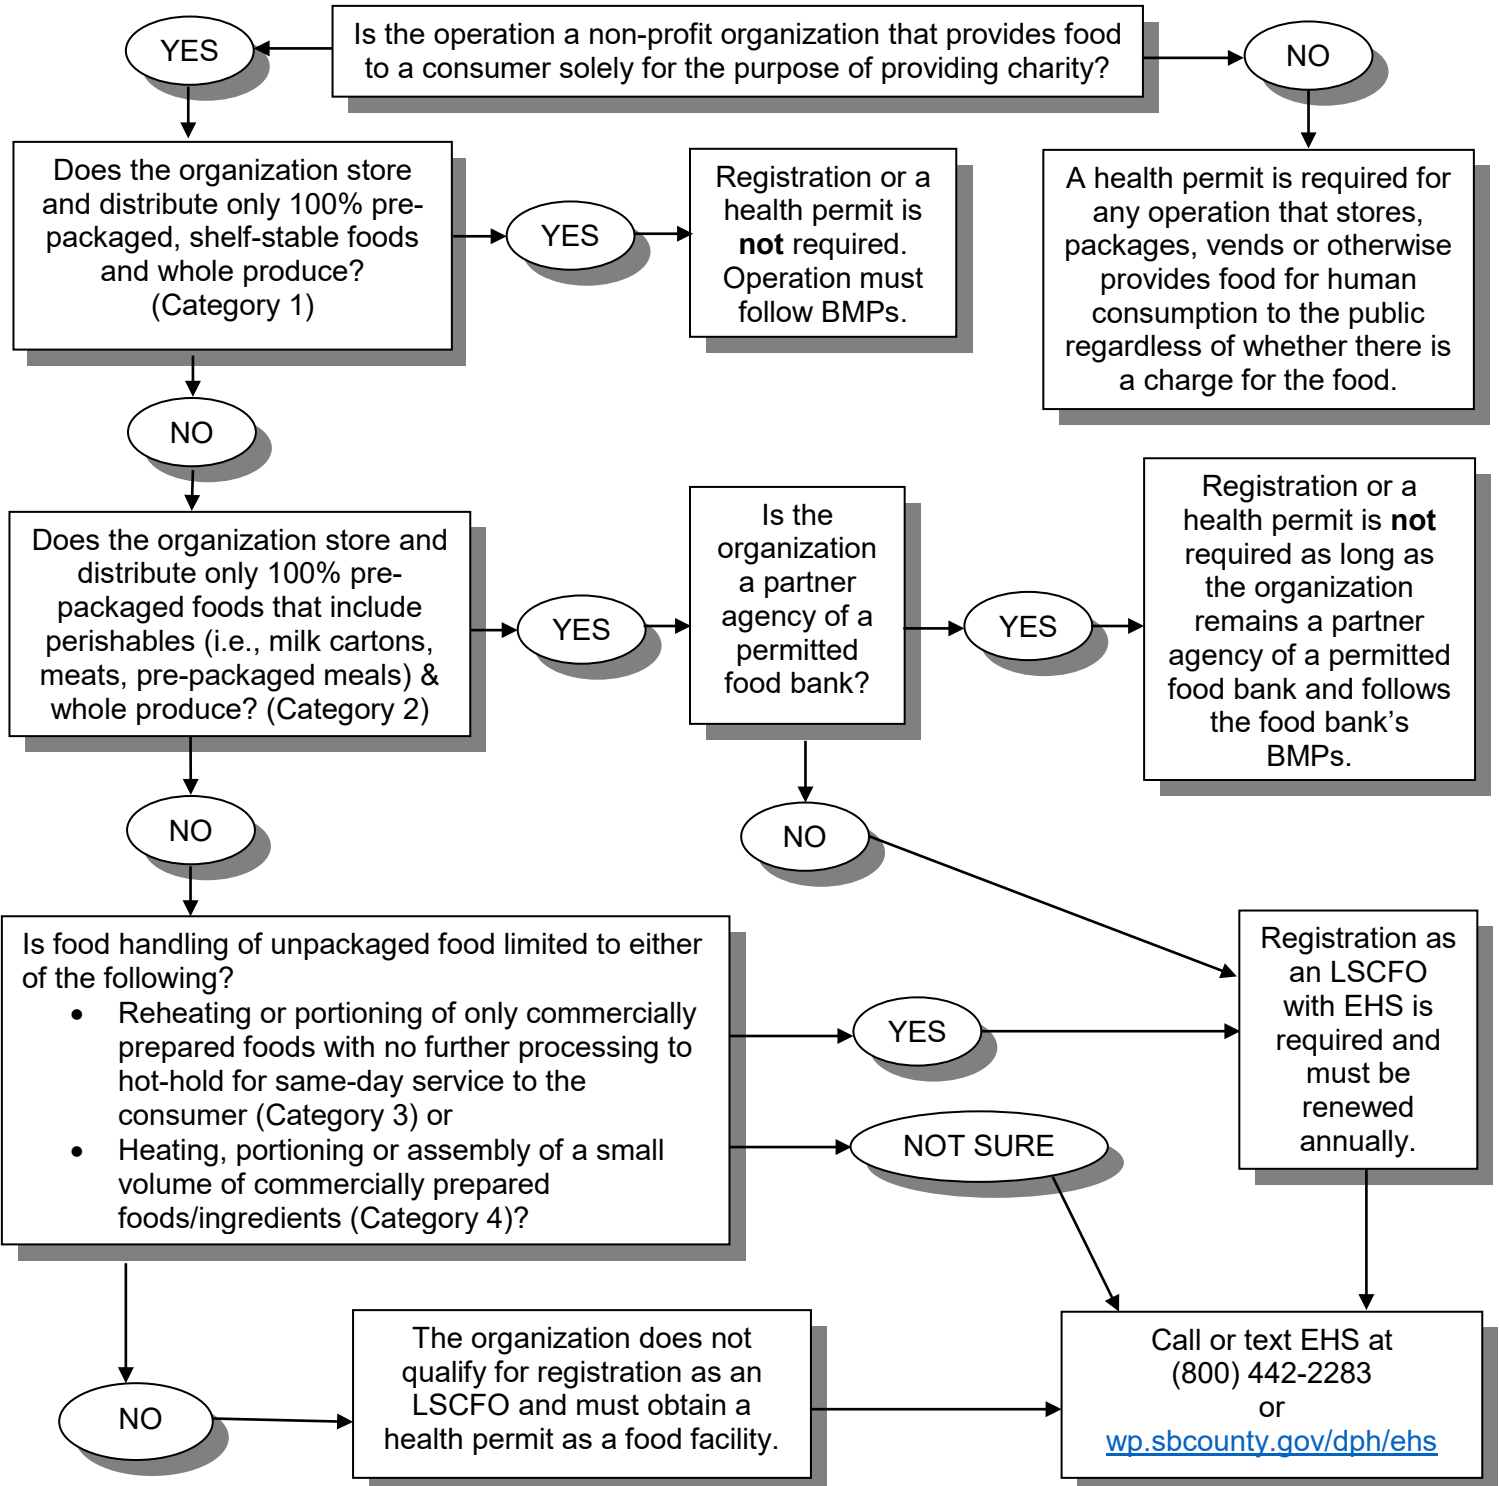 Is the operation a non-profit organization that provides food
to a consumer solely for the purpose of providing charity?
YES
NO
Does the organization store
and distribute only 100% pre-
packaged, shelf-stable foods
and whole produce?
(Category 1)
YES
Registration or a
health permit is
not required.
Operation must
follow BMPs.
A health permit is required for
any operation that stores,
packages, vends or otherwise
provides food for human
consumption to the public
regardless of whether there is
a charge for the food.
NO
Does the organization store and
distribute only 100% pre-
packaged foods that include
perishables (i.e., milk cartons,
meats, pre-packaged meals) &
whole produce? (Category 2)
YES
Is the
organization
a partner
agency of a
permitted
food bank?
YES
Registration or a
health permit is not
required as long as
the organization
remains a partner
agency of a permitted
food bank and follows
the food bank’s
BMPs.
NO
NO
Is food handling of unpackaged food limited to either
of the following?
• Reheating or portioning of only commercially
prepared foods with no further processing to
hot-hold for same-day service to the
consumer (Category 3) or
• Heating, portioning or assembly of a small
volume of commercially prepared
foods/ingredients (Category 4)?
YES
NOT SURE
Registration as
an LSCFO
with EHS is
required and
must be
renewed
annually.
NO
The organization does not
qualify for registration as an
LSCFO and must obtain a
health permit as a food facility.
Call or text EHS at
(800) 442-2283
or
wp.sbcounty.gov/dph/ehs